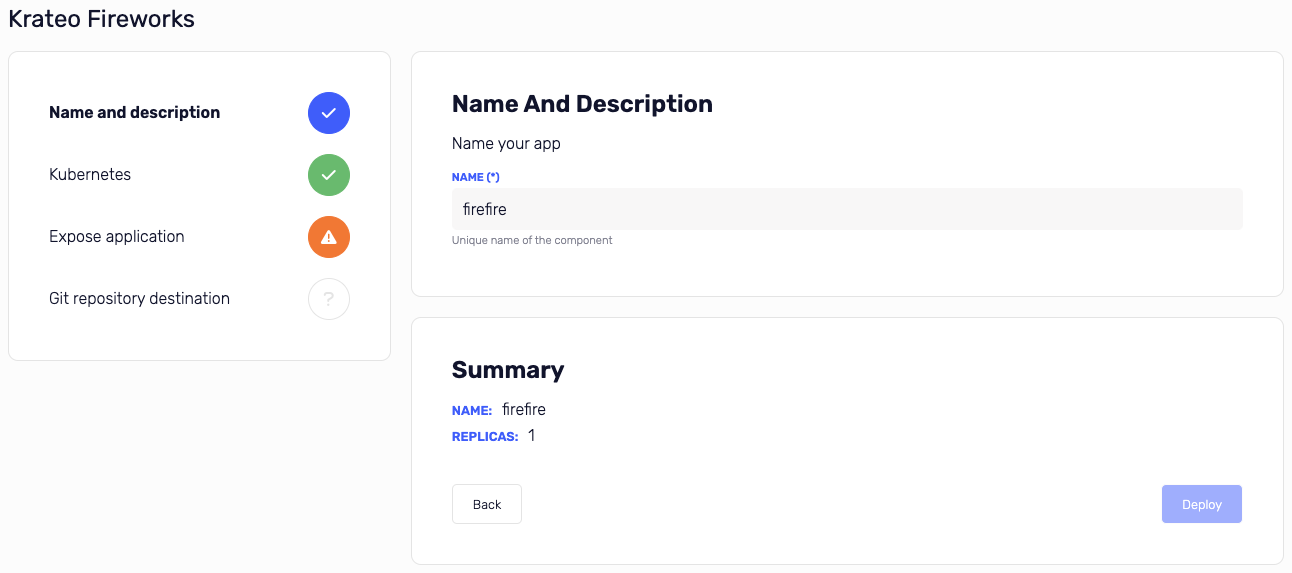 Krateo Fireworks
Name and description
Kubernetes
Expose application
Git repository destination
?
Name And Description
Name your app
NAME (*)
firefire
Unique name of the component
Summary
NAME: firefire
REPLICAS: 1
Back
Deploy